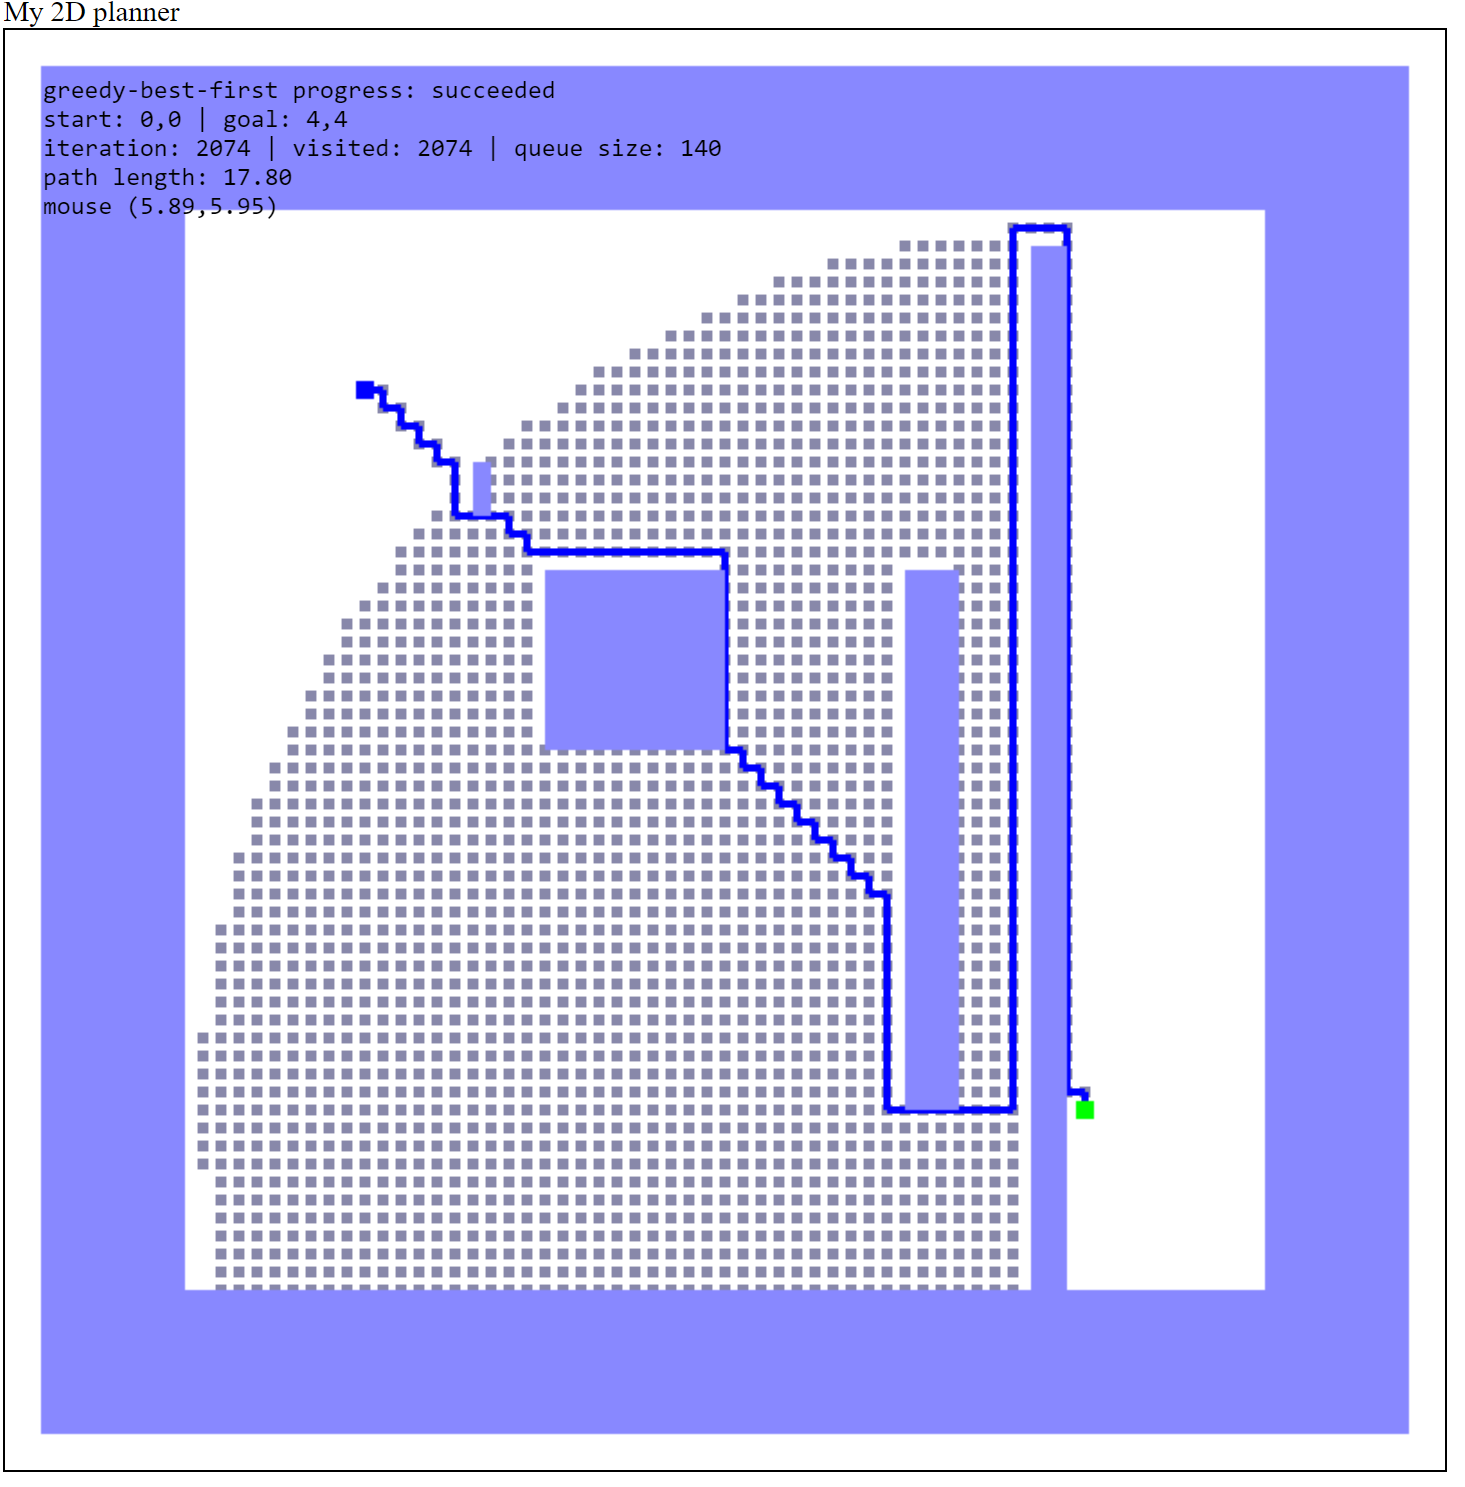 My 2D planner
greedy-best-first progress: succeeded
start: 0,0 | goal: 4,4
iteration: 2074 | visited: 2074 | queue size: 140
path length: 17.80
mouse (5.89,5.95)